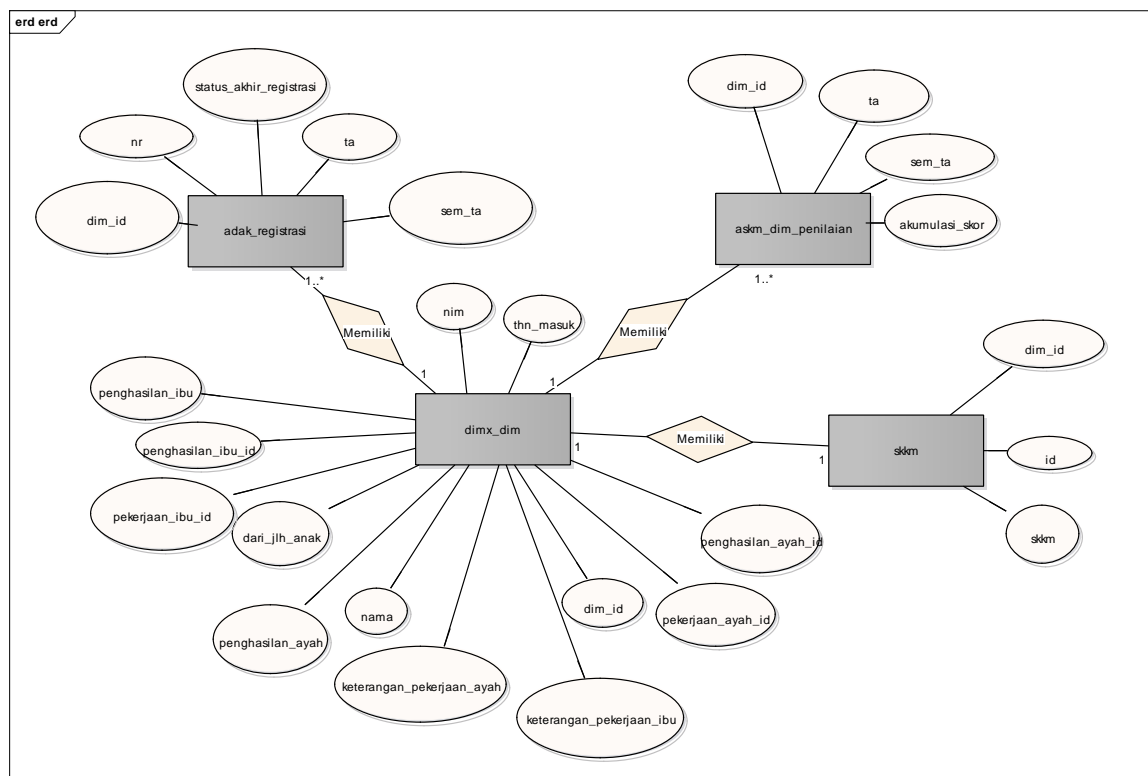 erd erd
status_akhir_registrasi
nr
ta
dim_id
sem_ta
adak_registrasi
dim_id
ta
sem_ta
akumulasi_skor
askm_dim_penilaian
1..*
1..*
Memiliki
nim
thn_masuk
Memiliki
1
1
dim_id
penghasilan_ibu
dimx_dim
Memiliki
1
1
skkm
penghasilan_ibu_id
id
pekerjaan_ibu_id
dari_jlh_anak
penghasilan_ayah_id
skkm
penghasilan_ayah
nama
dim_id
pekerjaan_ayah_id
keterangan_pekerjaan_ayah
keterangan_pekerjaan_ibu